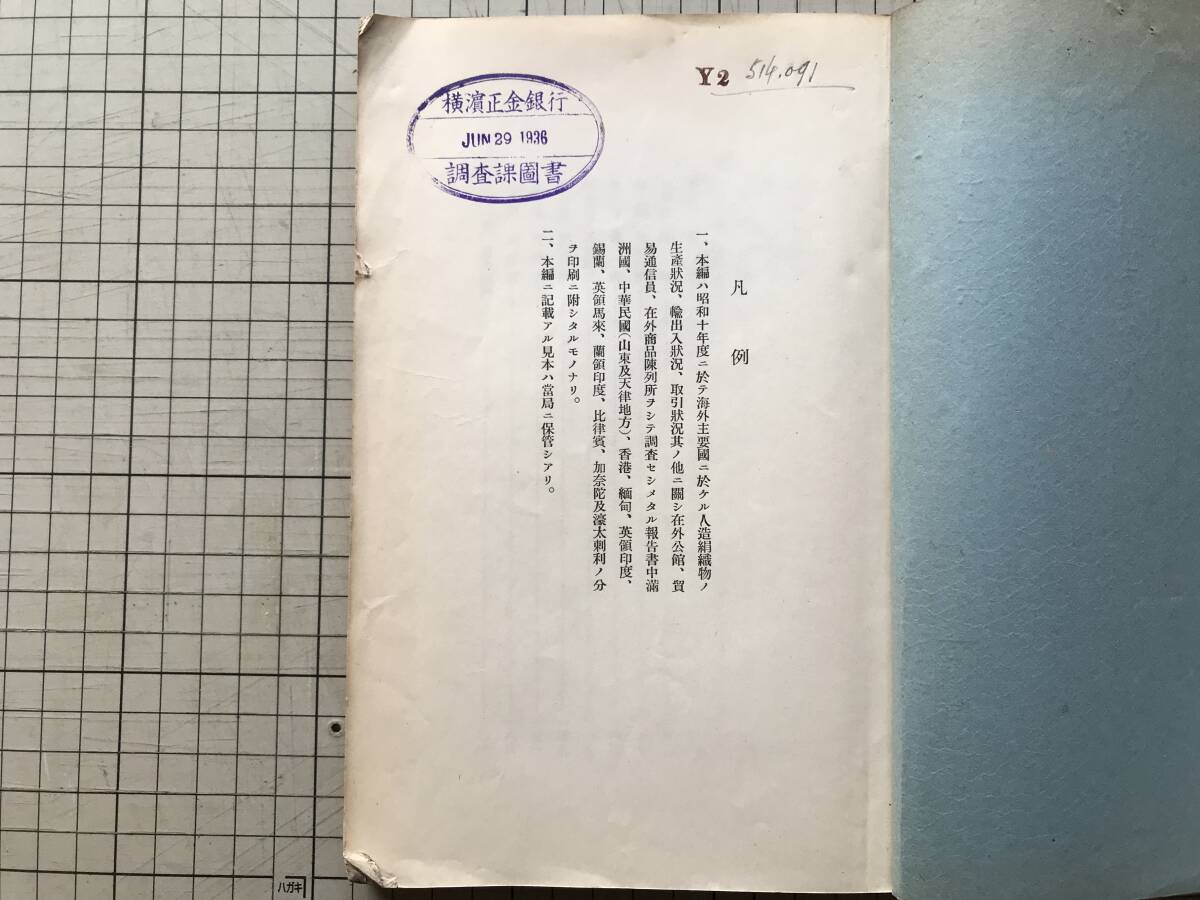 Y2 514.091
横濱正金銀行
JUN 29 1936
調査課圖書
凡例
一、本編ハ昭和十年度ニ於テ海外主要國ニ於ケル人造絹織物ノ
生產狀況、輸出入狀況、取引狀況其ノ他ニ關シ在外公館、貿
易通信員、在外商品陳列所ヲシテ調査セシメタル報告書中滿
洲國、中華民國(山東及天津地方)、香港、緬甸、英領印度、
錫蘭、英領馬來、蘭領印度、比律賓、加奈陀及濠太剌利ノ分
ヲ印刷ニ附シタルモノナリ。
二、本編ニ記載アル見本ハ當局ニ保管シアリ。
ハガキ